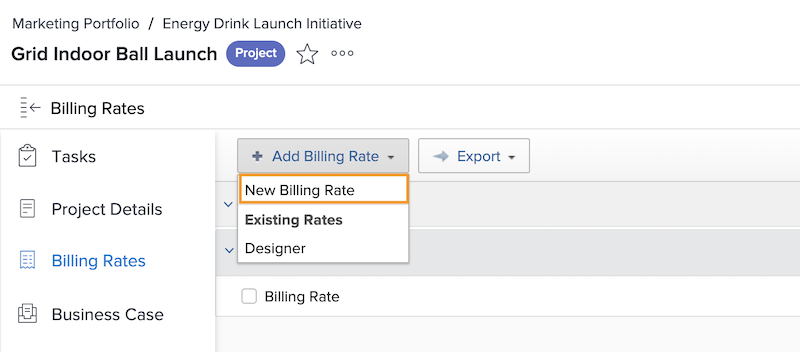 Marketing Portfolio / Energy Drink Launch Initiative
Grid Indoor Ball Launch Project
Billing Rates
Tasks
Project Details
Billing Rates
Business Case
+ Add Billing Rate
Export
New Billing Rate
Existing Rates
Designer
Billing Rate